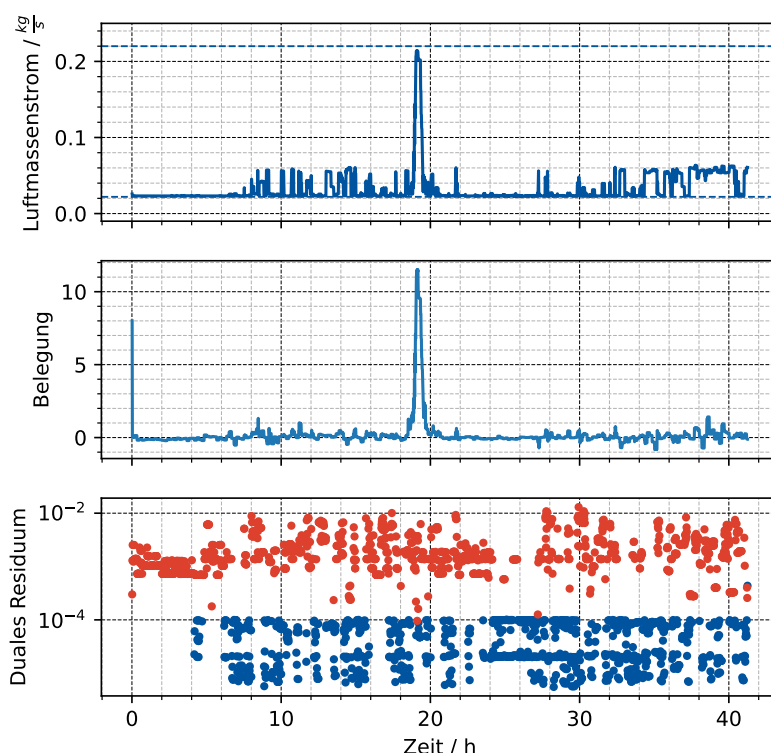 Luftmassenstrom / kg/s
0.2
0.1
0.0
Belegung
10
5
0
Duales Residuum
10⁻²
10⁻⁴
0 10 20 30 40
Zeit / h